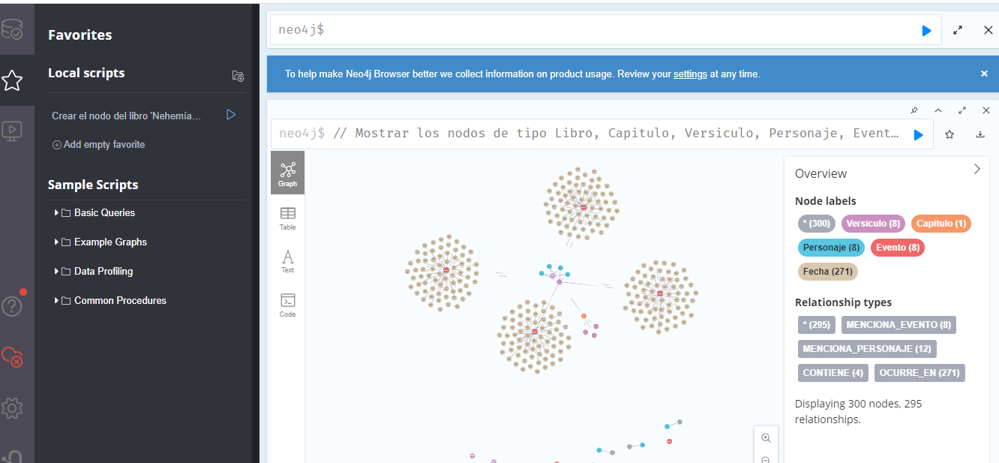 Favorites
Local scripts
Crear el nodo del libro 'Nehemía...
Add empty favorite
Sample Scripts
Basic Queries
Example Graphs
Data Profiling
Common Procedures
neo4j$
To help make Neo4j Browser better we collect information on product usage. Review your settings at any time.
neo4j$ // Mostrar los nodos de tipo Libro, Capitulo, Versiculo, Personaje, Event...
Graph
Table
A
Text
Code
Overview
Node labels
* (300) Versiculo (8) Capitulo (1)
Personaje (8) Evento (8)
Fecha (271)
Relationship types
* (295) MENCIONA_EVENTO (8)
MENCIONA_PERSONAJE (12)
CONTIENE (4) OCURRE_EN (271)
Displaying 300 nodes, 295
relationships.